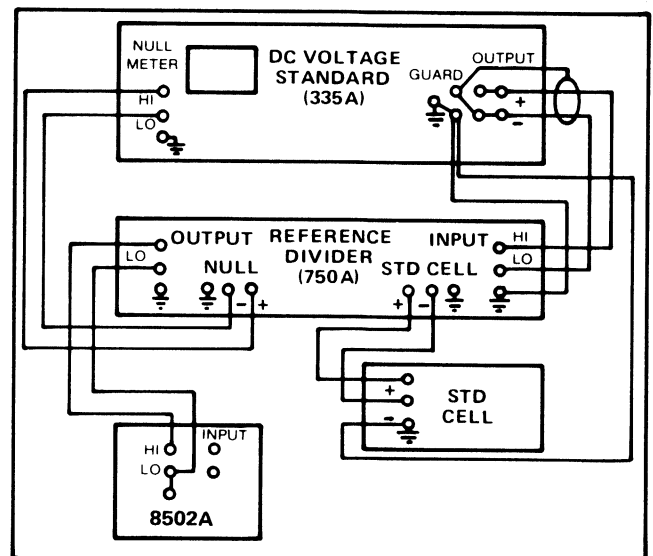 NULL
METER
HI
LO
DC VOLTAGE
STANDARD
(335A)
GUARD
OUTPUT
+
-
OUTPUT
LO
NULL
- +
REFERENCE
DIVIDER
(750A)
INPUT
HI
LO
STD CELL
+ -
+
-
STD
CELL
HI
LO
INPUT
8502A